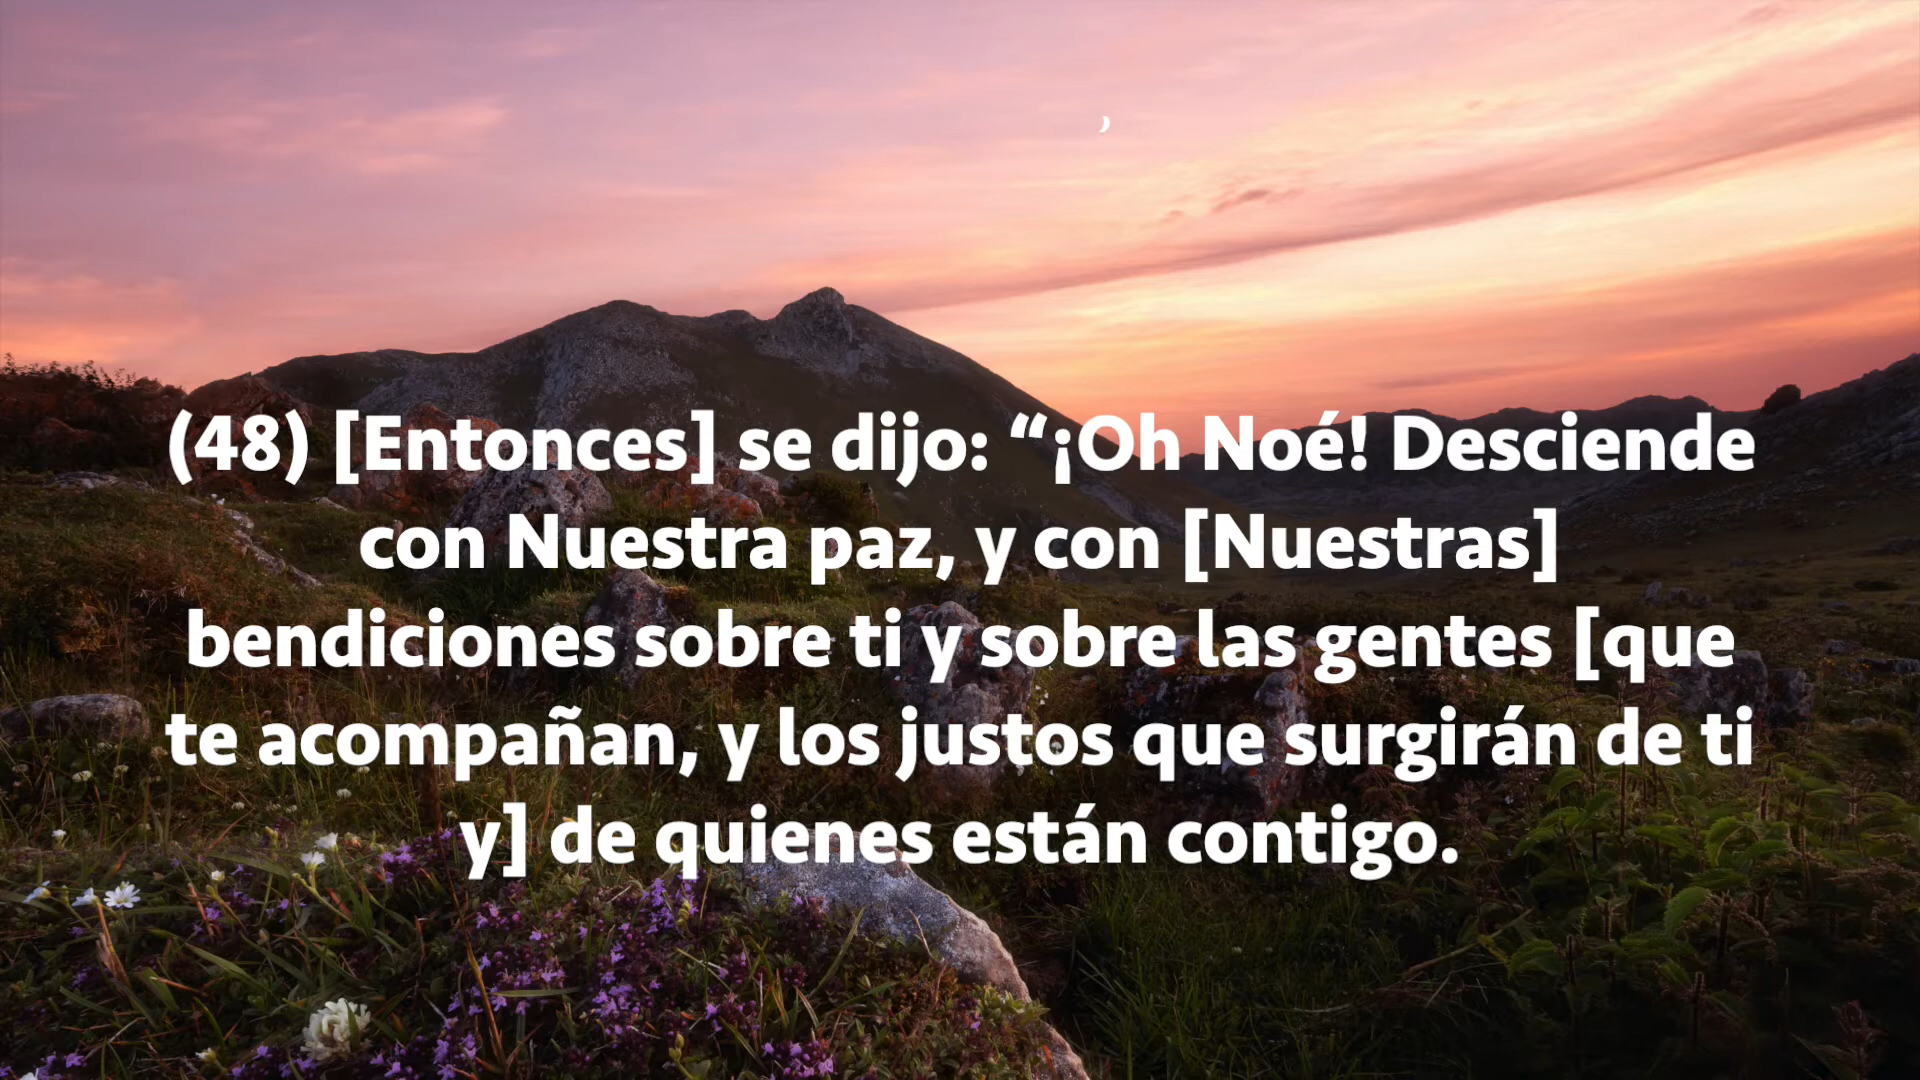 (48) [Entonces] se dijo: “¡Oh Noé! Desciende
con Nuestra paz, y con [Nuestras]
bendiciones sobre ti y sobre las gentes [que
te acompañan, y los justos que surgirán de ti
y] de quienes están contigo.